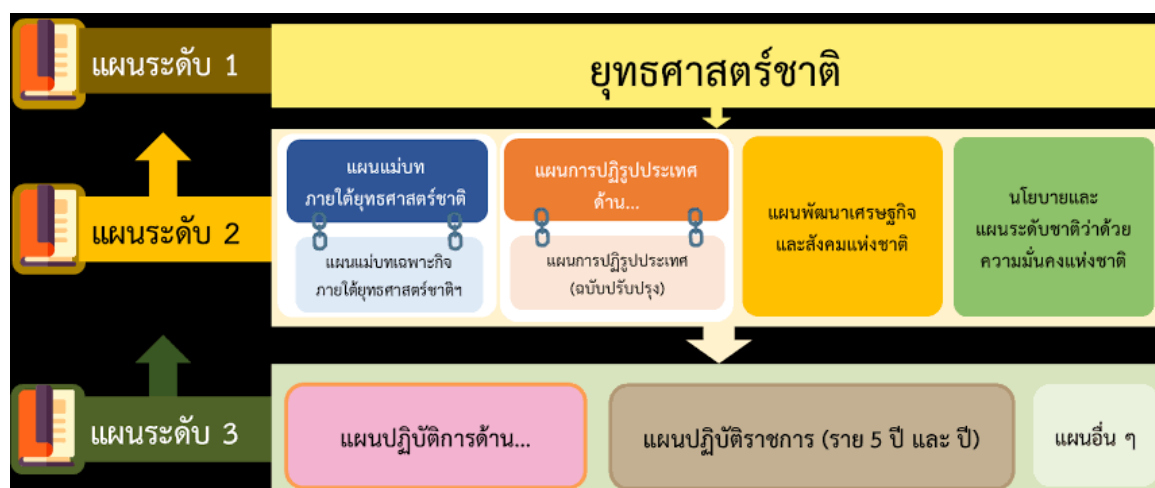 แผนระดับ 1
ยุทธศาสตร์ชาติ
แผนระดับ 2
แผนแม่บท
ภายใต้ยุทธศาสตร์ชาติ
แผนแม่บทเฉพาะกิจ
ภายใต้ยุทธศาสตร์ชาติฯ
แผนการปฏิรูปประเทศ
ด้าน...
แผนการปฏิรูปประเทศ
(ฉบับปรับปรุง)
แผนพัฒนาเศรษฐกิจ
และสังคมแห่งชาติ
นโยบายและ
แผนระดับชาติว่าด้วย
ความมั่นคงแห่งชาติ
แผนระดับ 3
แผนปฏิบัติการด้าน...
แผนปฏิบัติราชการ (ราย 5 ปี และ ปี)
แผนอื่น ๆ